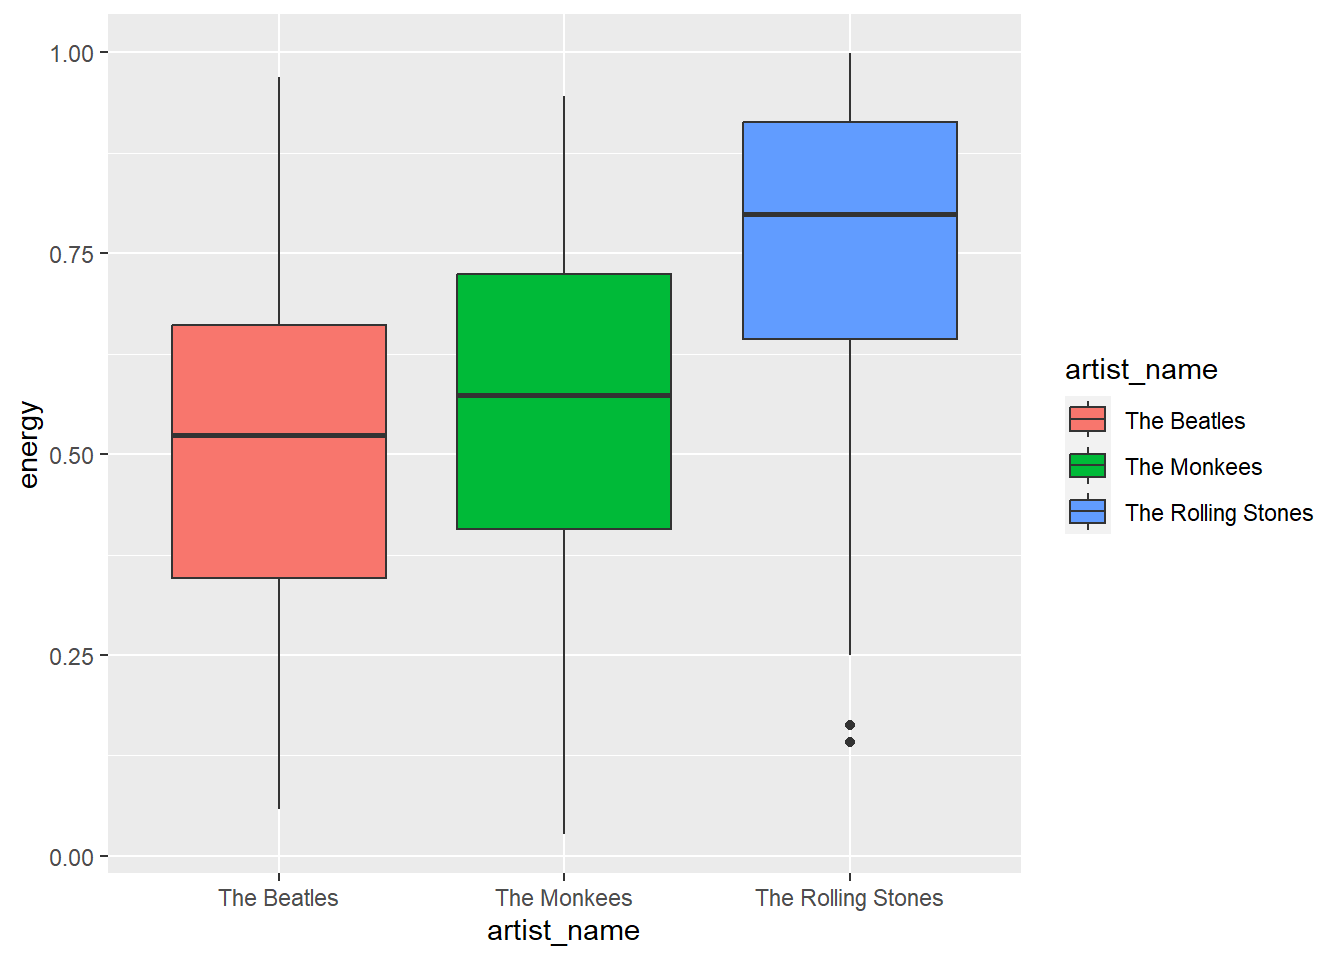 1.00
0.75
0.50
0.25
0.00
energy
The Beatles
The Monkees
The Rolling Stones
artist_name
artist_name
The Beatles
The Monkees
The Rolling Stones